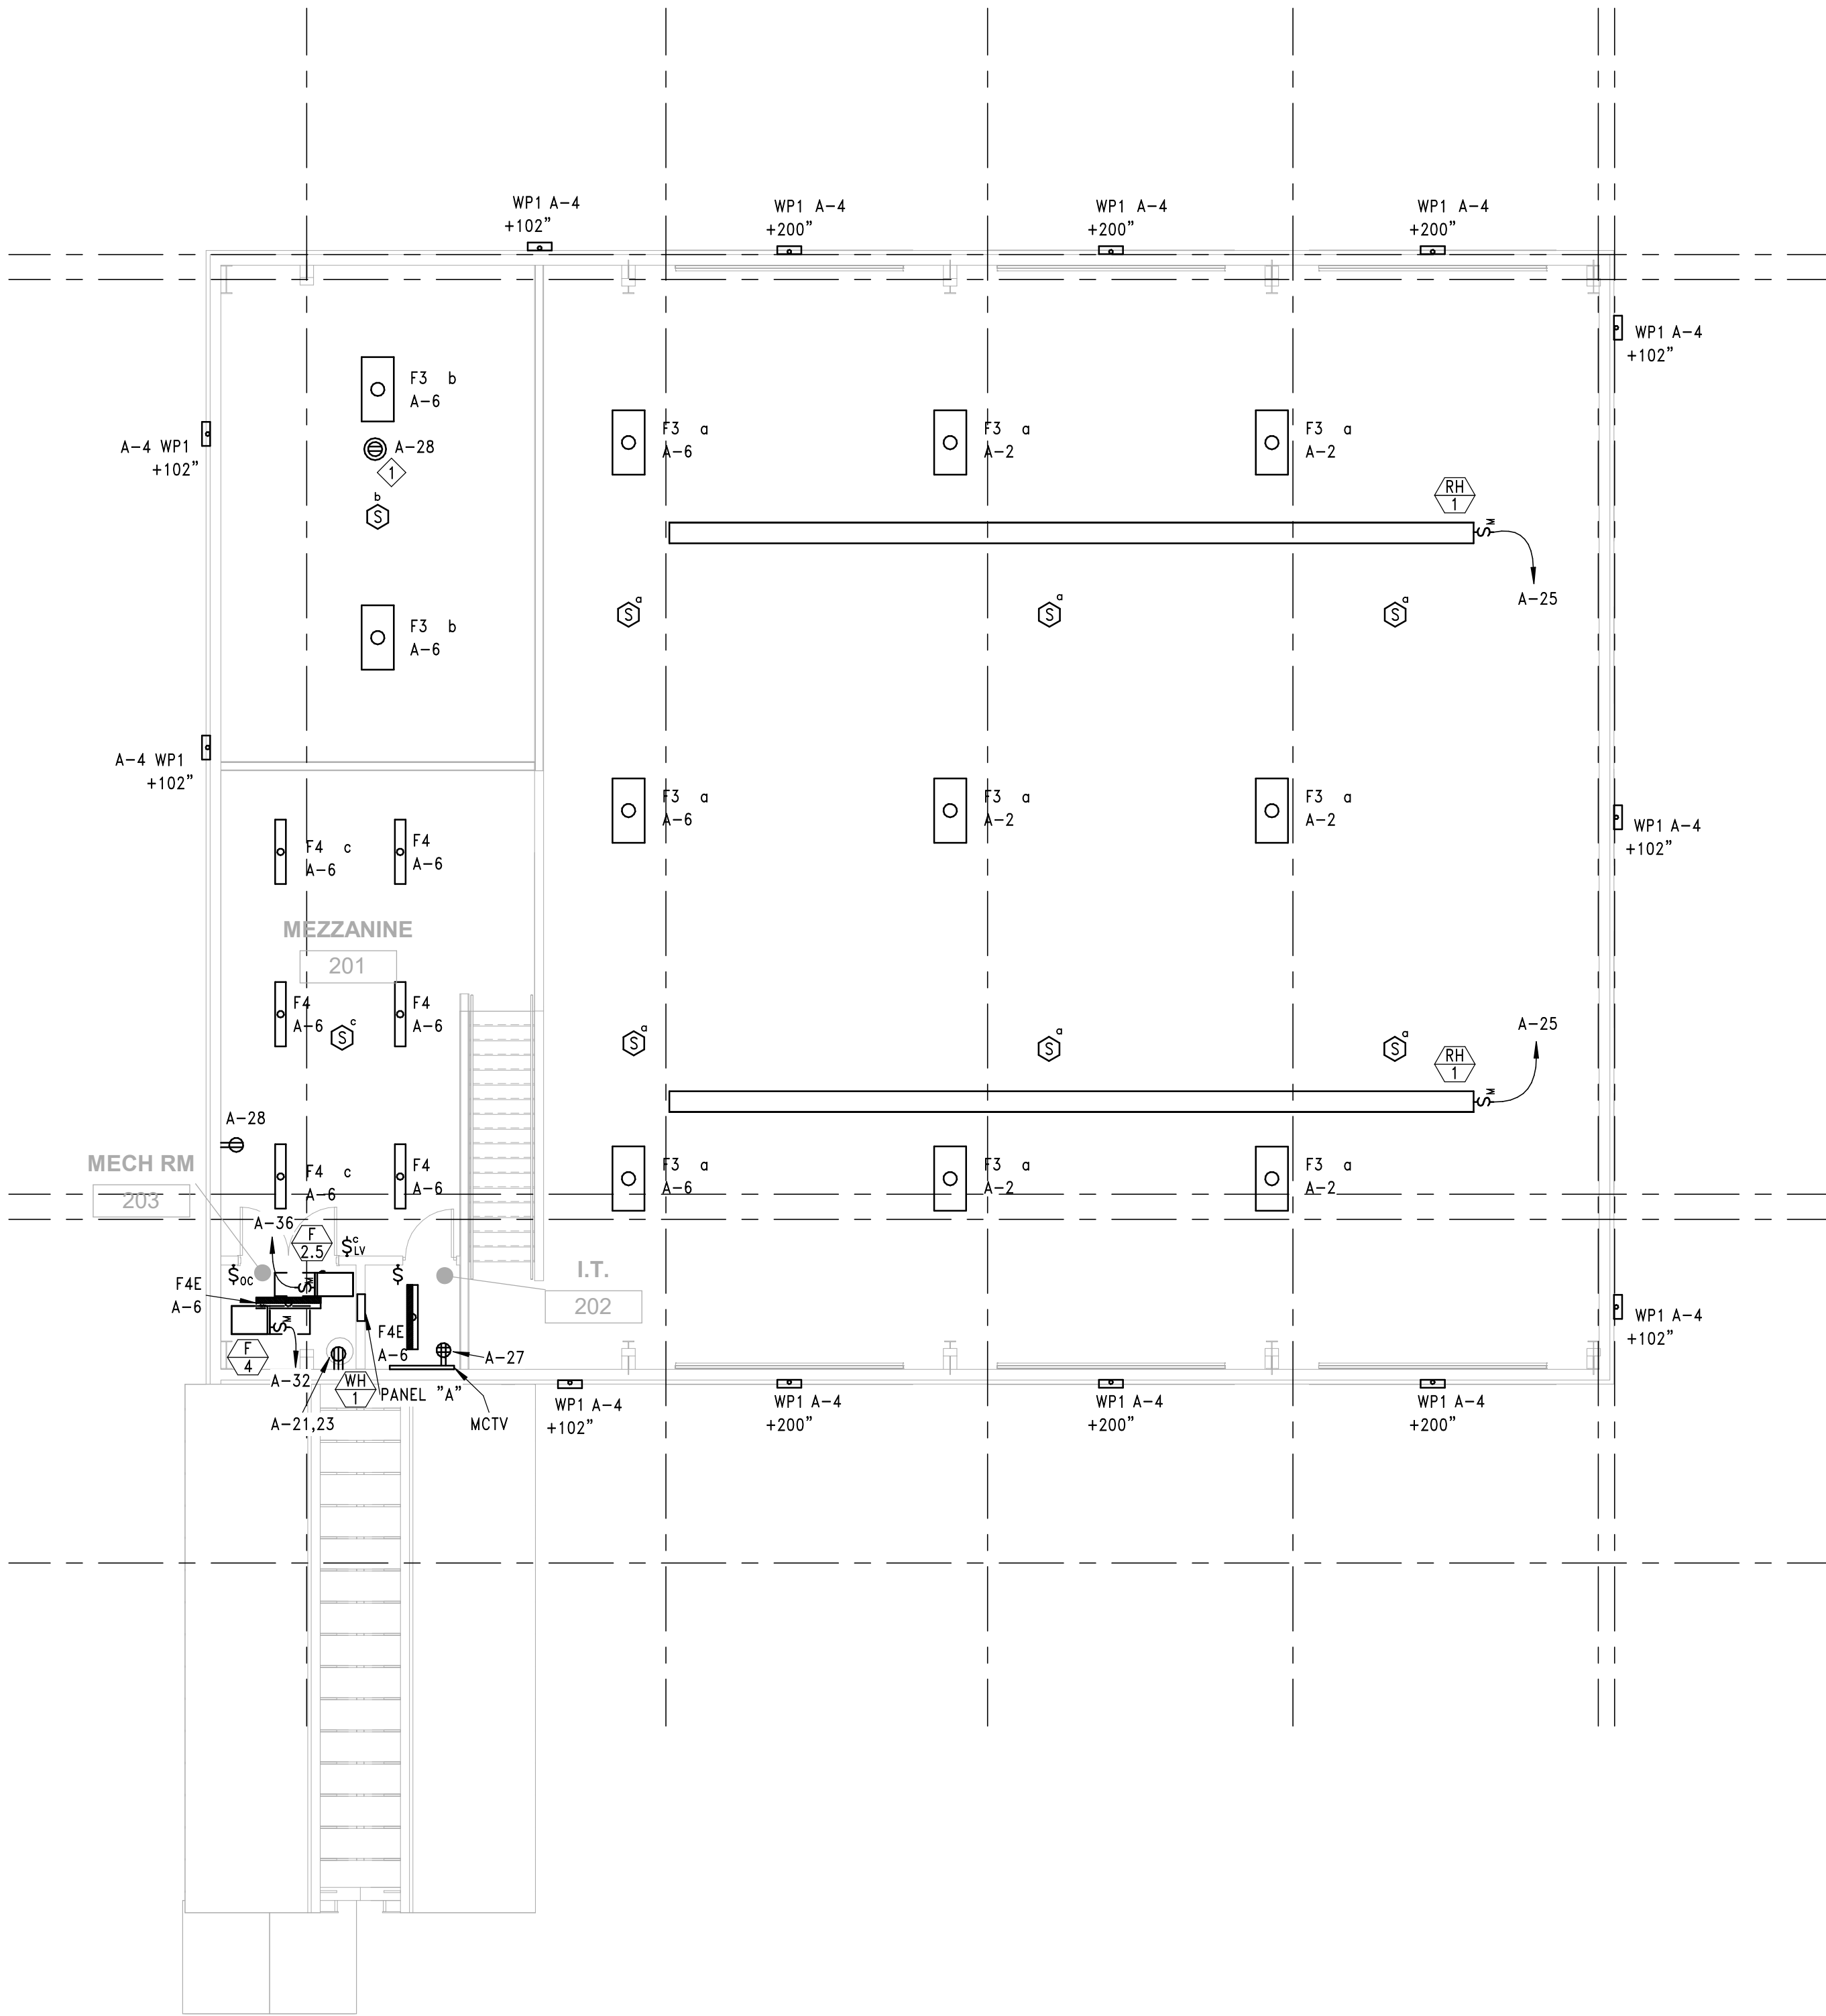 WP1 A-4
+102"
WP1 A-4
+200"
WP1 A-4
+200"
WP1 A-4
+200"
WP1 A-4
+102"
F3 b
A-6
A-4 WP1
+102"
A-28
1
b
S
F3 a
A-6
F3 a
A-2
F3 a
A-2
RH
1
$M
A-25
F3 b
A-6
S a
S a
S a
A-4 WP1
+102"
F3 a
A-6
F3 a
A-2
F3 a
A-2
WP1 A-4
+102"
F4 c
A-6
F4
A-6
MEZZANINE
201
F4
A-6
F4
A-6
S c
S a
S a
S a
A-25
RH
1
$M
A-28
MECH RM
203
F4 c
A-6
F4
A-6
F3 a
A-6
F3 a
A-2
F3 a
A-2
A-36
F
2.5
$c LV
$OC
$M
$
I.T.
202
F4E
A-6
$M
F4E
A-6
F
4
A-32
WH
1
A-27
PANEL "A"
A-21,23
MCTV
WP1 A-4
+102"
WP1 A-4
+200"
WP1 A-4
+200"
WP1 A-4
+200"
WP1 A-4
+102"